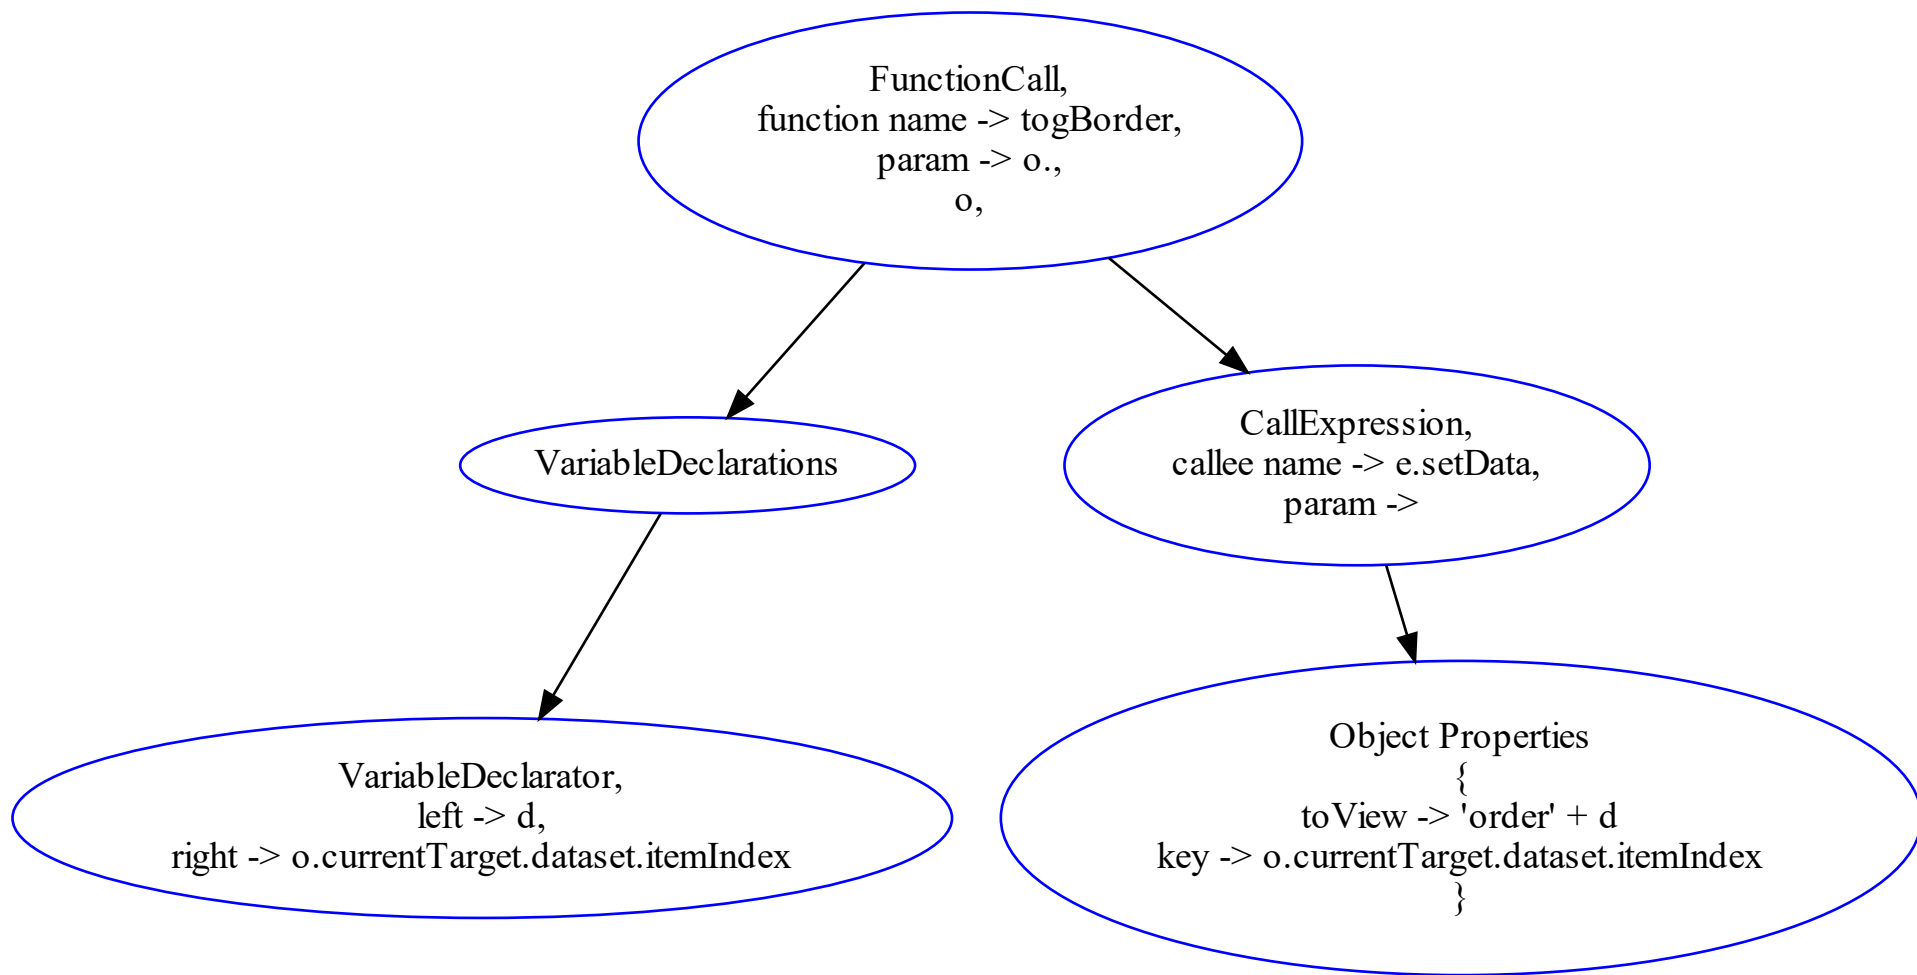 FunctionCall,
function name -> togBorder,
param -> o.,
o,
VariableDeclarations
CallExpression,
callee name -> e.setData,
param ->
VariableDeclarator,
left -> d,
right -> o.currentTarget.dataset.itemIndex
Object Properties
{
toView -> 'order' + d
key -> o.currentTarget.dataset.itemIndex
}